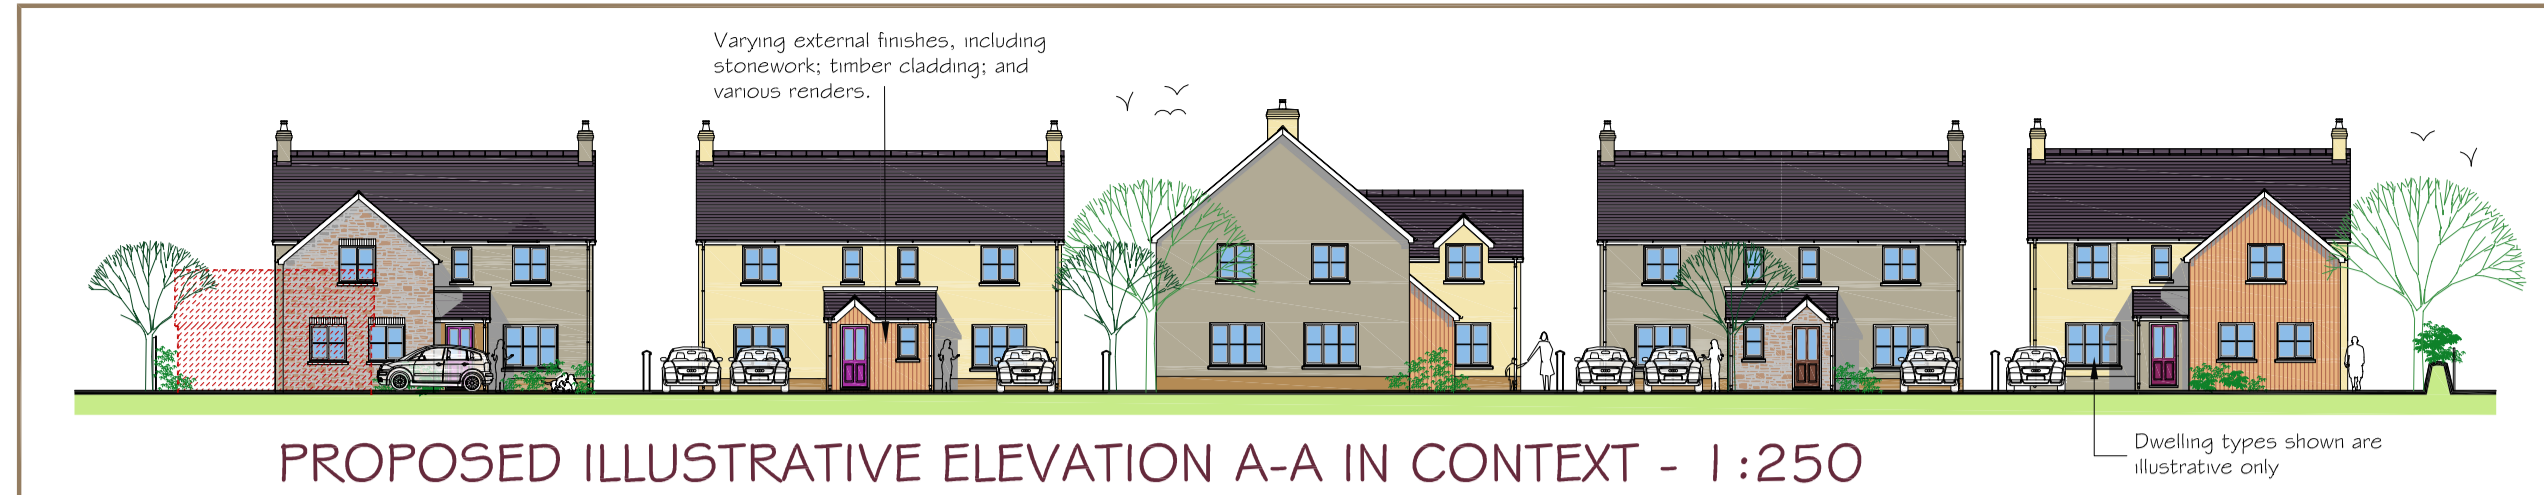 Varying external finishes, including
stonework; timber cladding; and
various renders.
PROPOSED ILLUSTRATIVE ELEVATION A-A IN CONTEXT - 1:250
Dwelling types shown are
illustrative only